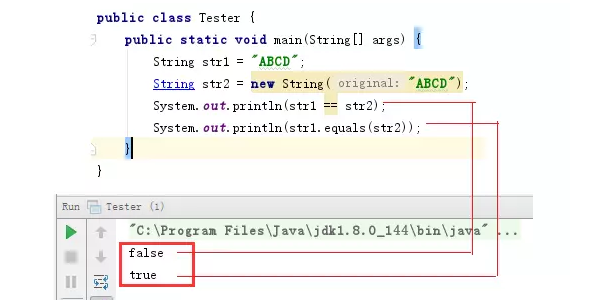 public class Tester {
public static void main(String[] args) {
String str1 = "ABCD";
String str2 = new String( original: "ABCD");
System.out.println(str1 == str2);
System.out.println(str1.equals(str2));
}
}
Run Tester (1)
"C:\Program Files\Java\jdk1.8.0_144\bin\java" ...
false
true